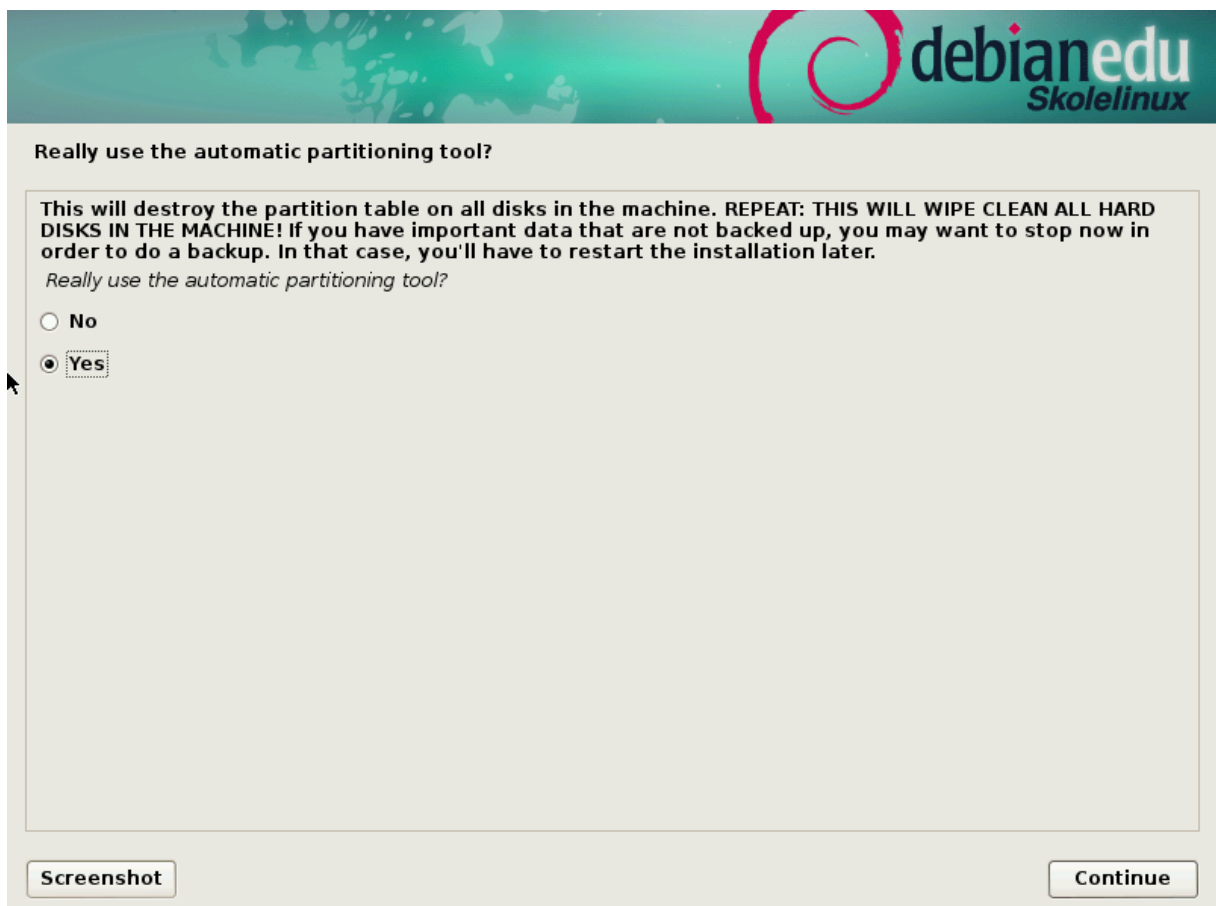 debianedu
Skolelinux
Really use the automatic partitioning tool?
This will destroy the partition table on all disks in the machine. REPEAT: THIS WILL WIPE CLEAN ALL HARD
DISKS IN THE MACHINE! If you have important data that are not backed up, you may want to stop now in
order to do a backup. In that case, you'll have to restart the installation later.
Really use the automatic partitioning tool?
No
Yes
Screenshot
Continue